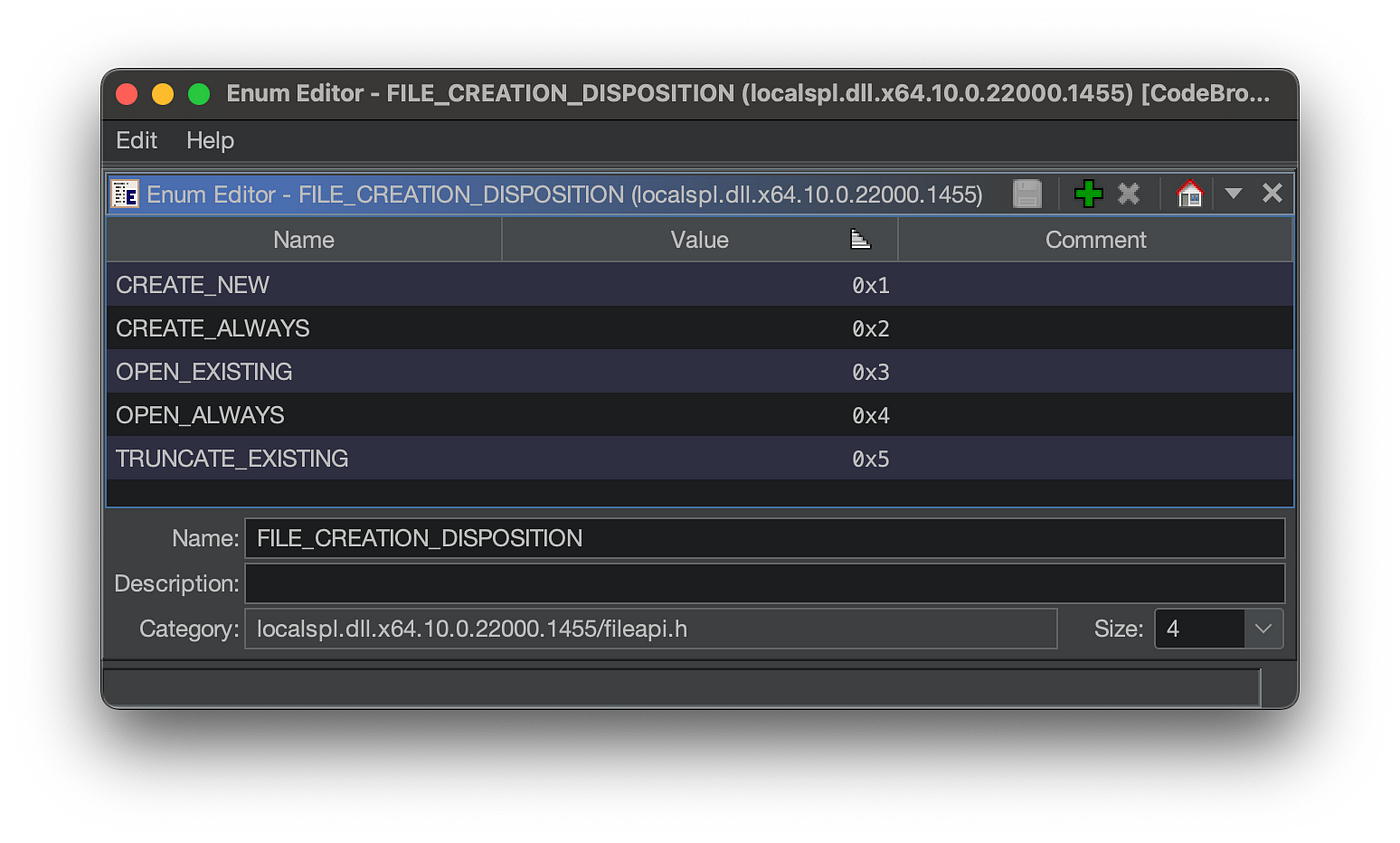 Enum Editor - FILE_CREATION_DISPOSITION (localspl.dll.x64.10.0.22000.1455) [CodeBro...
Edit Help
Enum Editor - FILE_CREATION_DISPOSITION (localspl.dll.x64.10.0.22000.1455)
Name Value Comment
CREATE_NEW 0x1
CREATE_ALWAYS 0x2
OPEN_EXISTING 0x3
OPEN_ALWAYS 0x4
TRUNCATE_EXISTING 0x5
Name: FILE_CREATION_DISPOSITION
Description:
Category: localspl.dll.x64.10.0.22000.1455/fileapi.h Size: 4